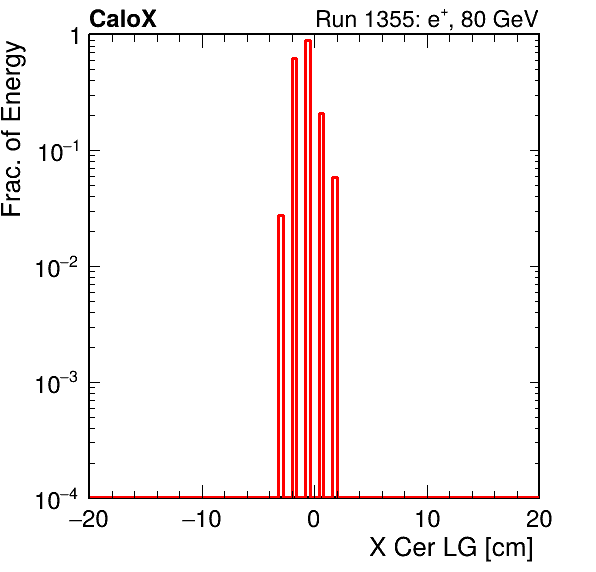 CaloX Run 1355: e⁺, 80 GeV
Frac. of Energy
1
10⁻¹
10⁻²
10⁻³
10⁻⁴
−20 −10 0 10 20
X Cer LG [cm]